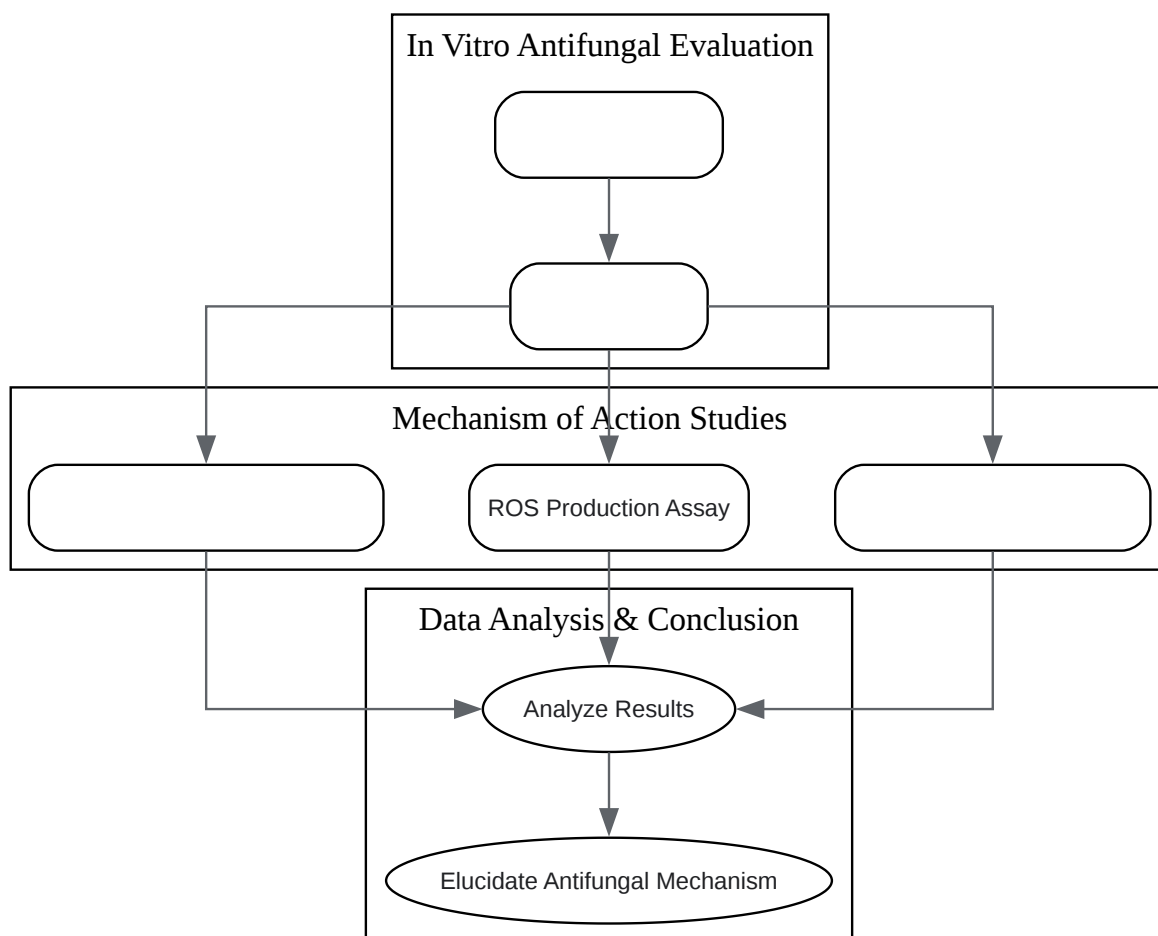 In Vitro Antifungal Evaluation
Mechanism of Action Studies
ROS Production Assay
Data Analysis & Conclusion
Analyze Results
Elucidate Antifungal Mechanism